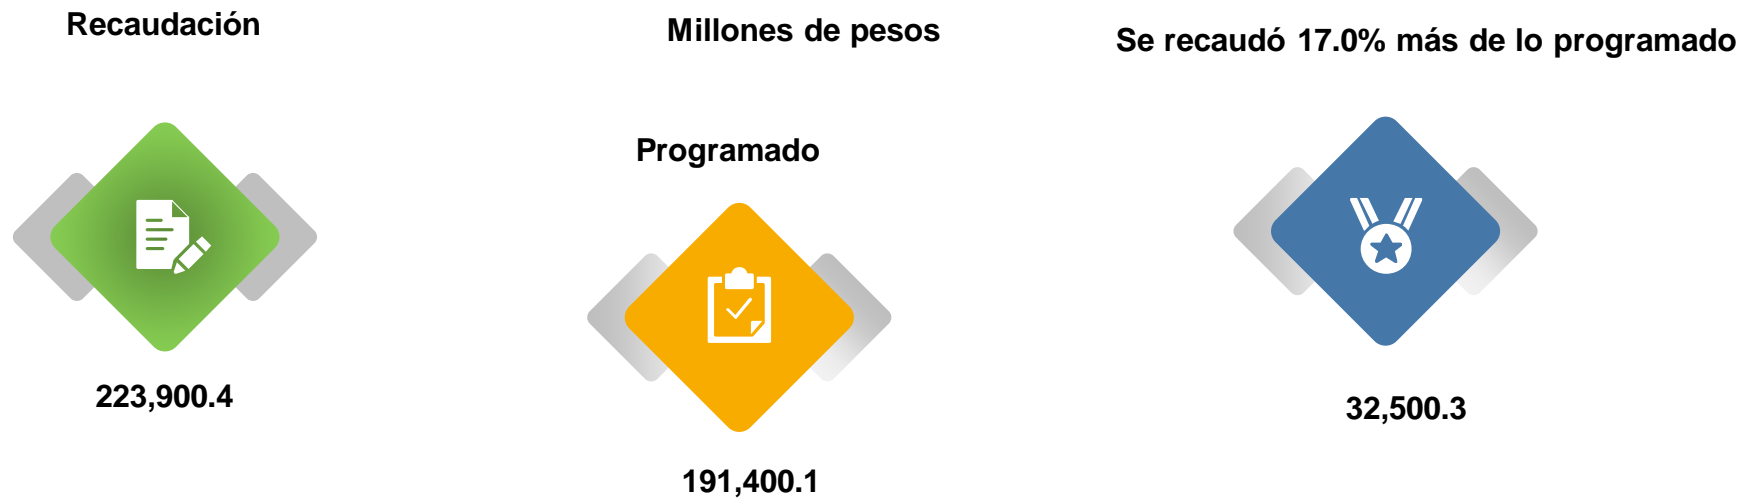 Recaudación
Millones de pesos
Se recaudó 17.0% más de lo programado
Programado
223,900.4
32,500.3
191,400.1